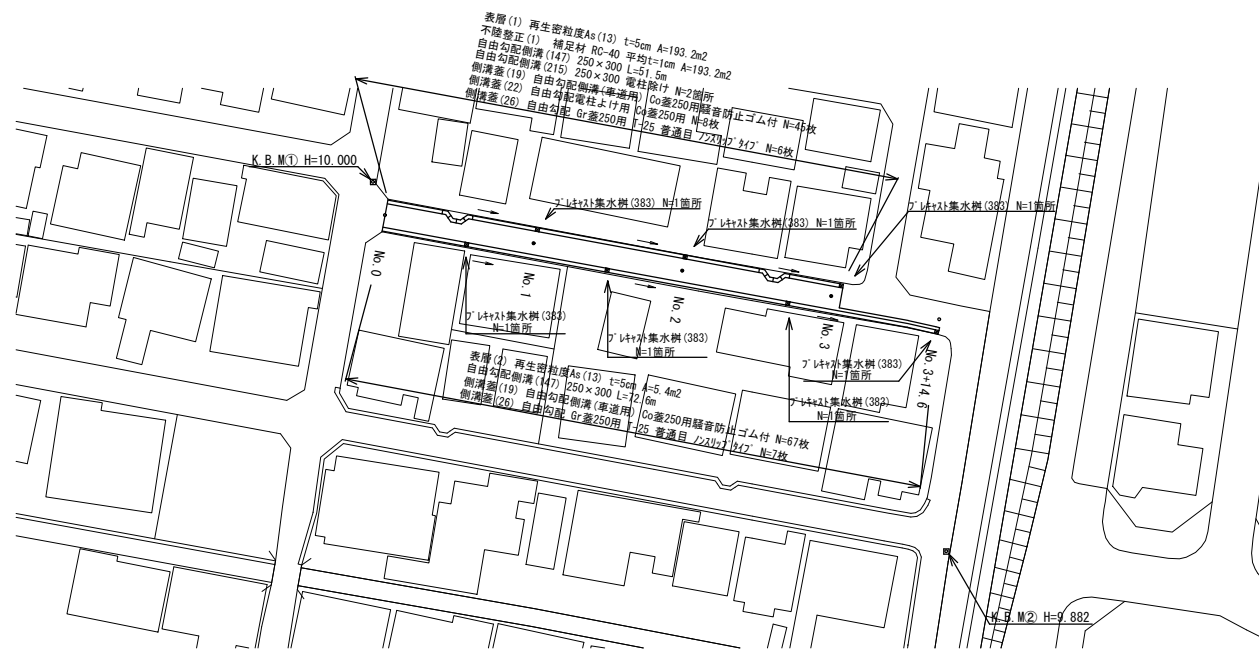 表層(1) 再生密粒度As(13) t=5cm A=193.2m2
不陸整正(1) 補足材 RC-40 平均t=1cm A=193.2m2
自由勾配側溝(147) 250×300 L=51.5m
自由勾配側溝(215) 250×300 電柱除け N=2箇所
側溝蓋(19) 自由勾配側溝(車道用) Co蓋250用騒音防止ゴム付 N=45枚
側溝蓋(22) 自由勾配電柱よけ用 Co蓋250用 N=8枚
側溝蓋(26) 自由勾配 Gr蓋250用 T-25 普通目 ノンスリップタイプ N=6枚
K.B.M① H=10.000
プレキャスト集水桝(383) N=1箇所
プレキャスト集水桝(383) N=1箇所
プレキャスト集水桝(383) N=1箇所
No.0
No.1
No.2
No.3
No.3+14.6
プレキャスト集水桝(383)
N=1箇所
プレキャスト集水桝(383)
N=1箇所
プレキャスト集水桝(383)
N=1箇所
プレキャスト集水桝(383)
N=1箇所
表層(2) 再生密粒度As(13) t=5cm A=5.4m2
自由勾配側溝(147) 250×300 L=72.6m
側溝蓋(19) 自由勾配側溝(車道用) Co蓋250用騒音防止ゴム付 N=67枚
側溝蓋(26) 自由勾配 Gr蓋250用 T-25 普通目 ノンスリップタイプ N=7枚
K.B.M② H=9.882